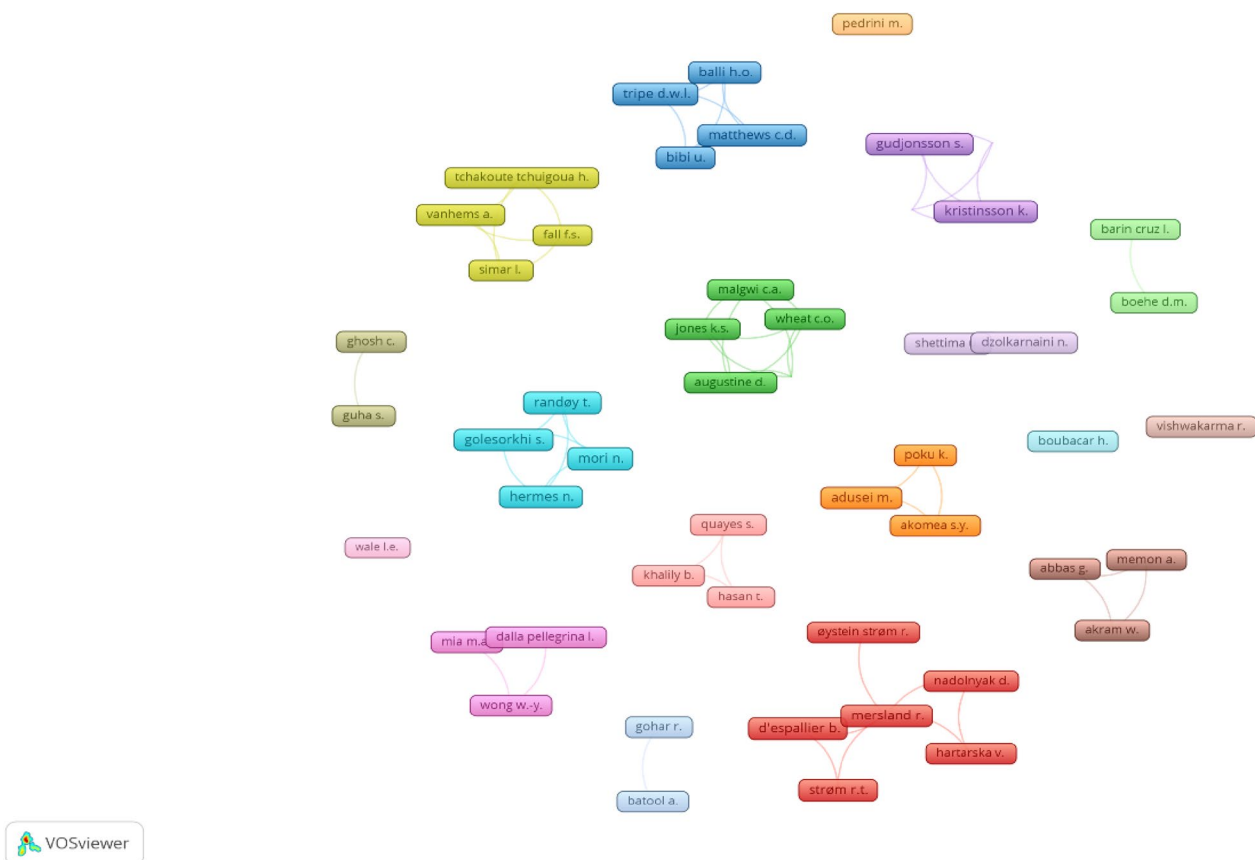 pedrini m.
balli h.o.
tripe d.w.l.
matthews c.d.
bibi u.
gudjonsson s.
kristinsson k.
tchakoute tchuigoua h.
vanhems a.
fall f.s.
simar l.
barin cruz l.
boehe d.m.
malgwi c.a.
wheat c.o.
jones k.s.
augustine d.
ghosh c.
guha s.
shettima
dzolkarnaini n.
randøy t.
golesorkhi s.
mori n.
hermes n.
vishwakarma r.
boubacar h.
poku k.
adusei m.
akomea s.y.
quayes s.
khalily b.
hasan t.
wale l.e.
abbas g.
memon a.
akram w.
mia m.a
dalla pellegrina l.
wong w.-y.
øystein strøm r.
nadolnyak d.
mersland r.
d'espallier b.
hartarska v.
strøm r.t.
gohar r.
batool a.
VOSviewer